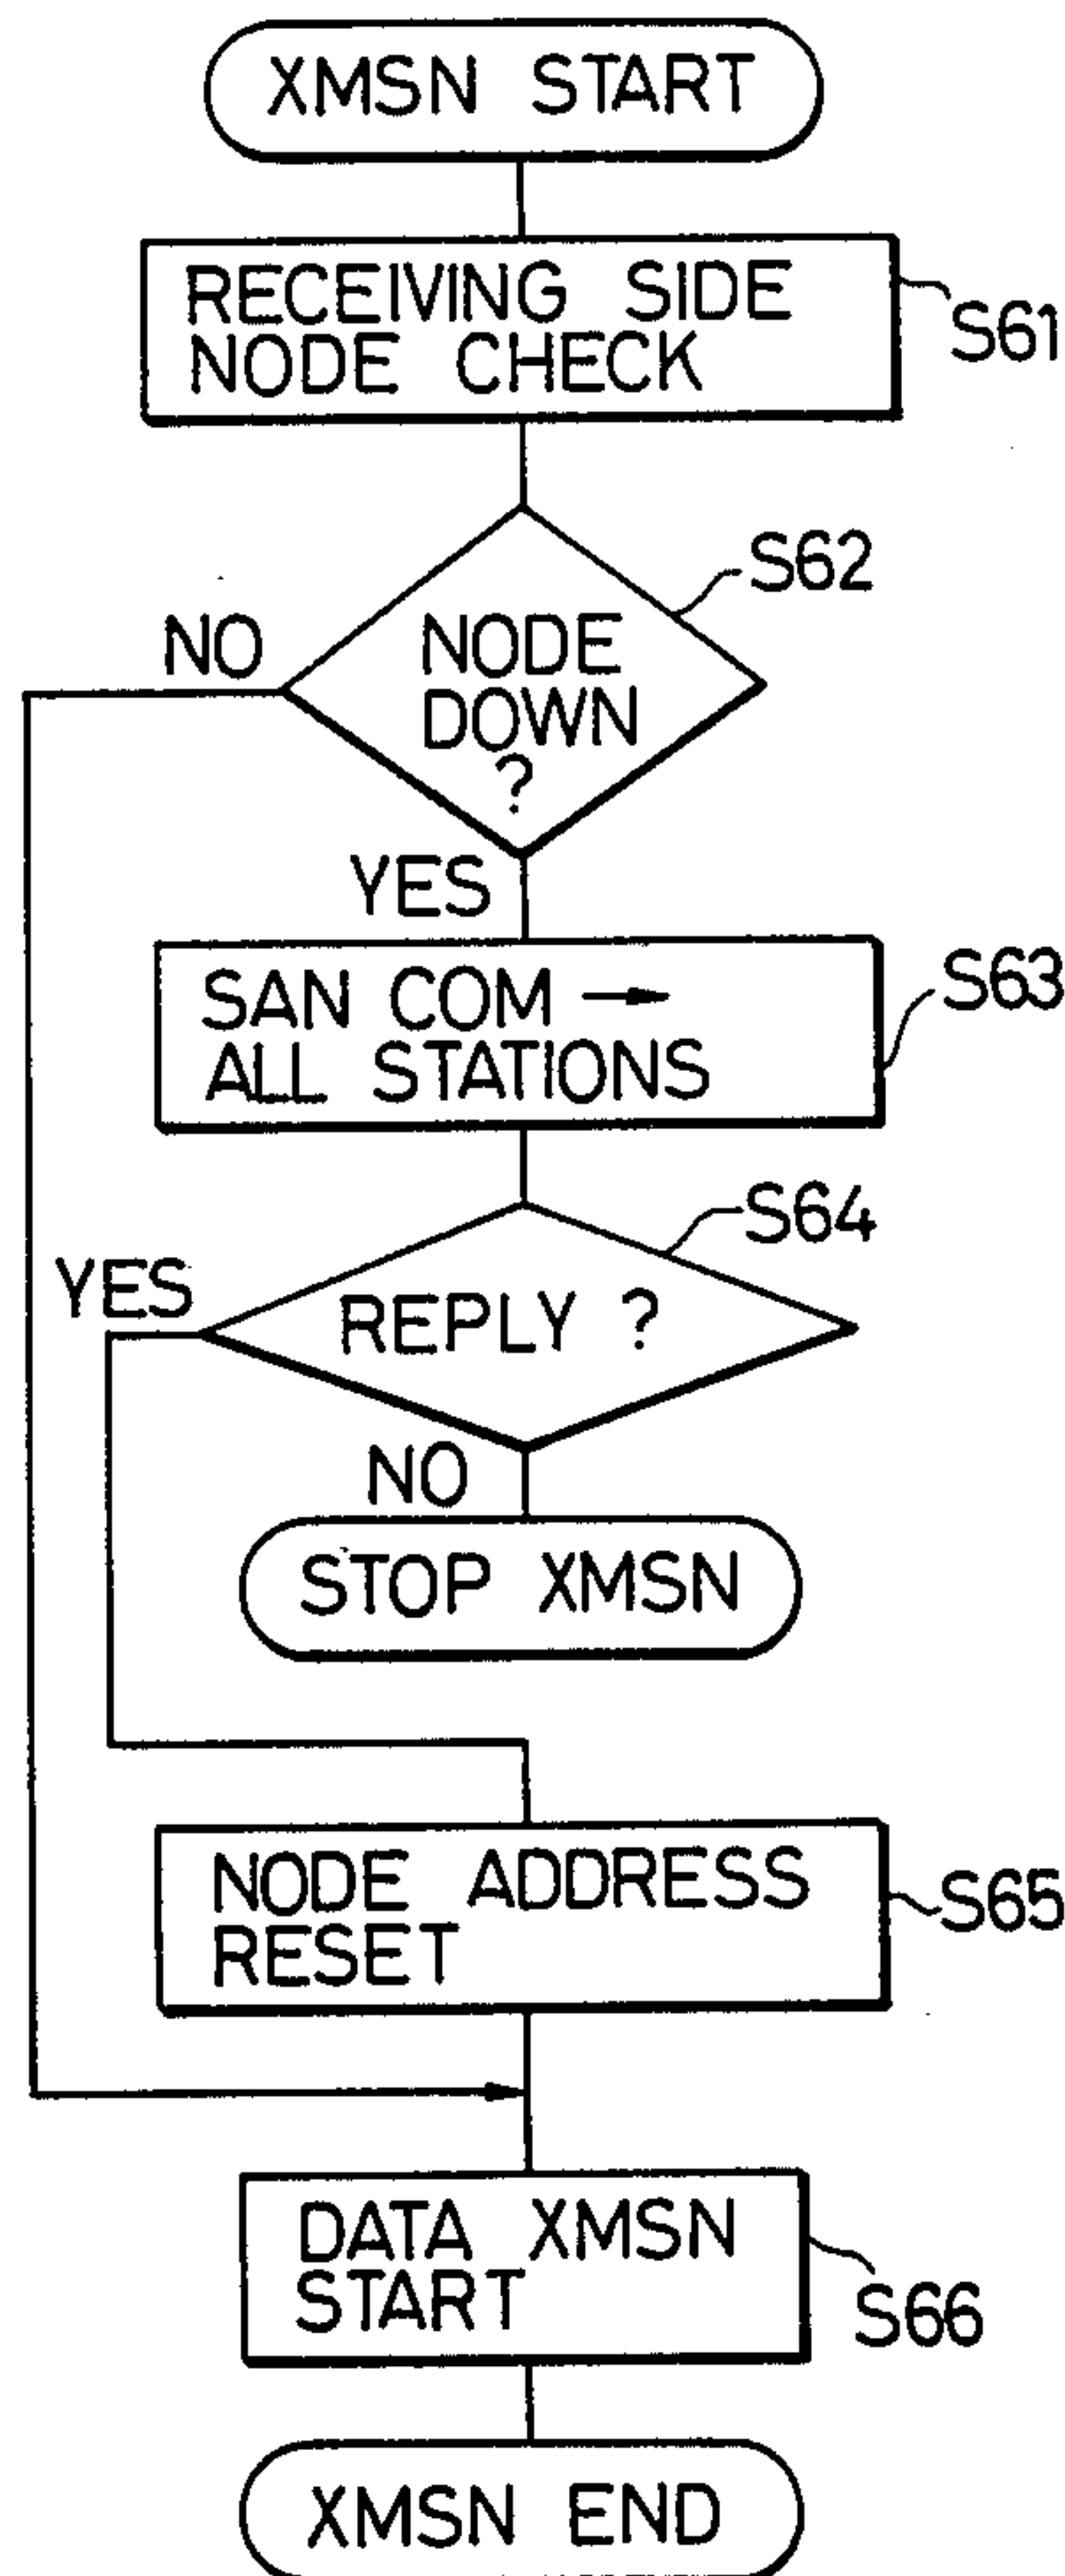 XMSN START
RECEIVING SIDE
NODE CHECK
S61
S62
NO
NODE
DOWN
?
YES
SAN COM →
ALL STATIONS
S63
S64
YES
REPLY ?
NO
STOP XMSN
NODE ADDRESS
RESET
S65
DATA XMSN
START
S66
XMSN END